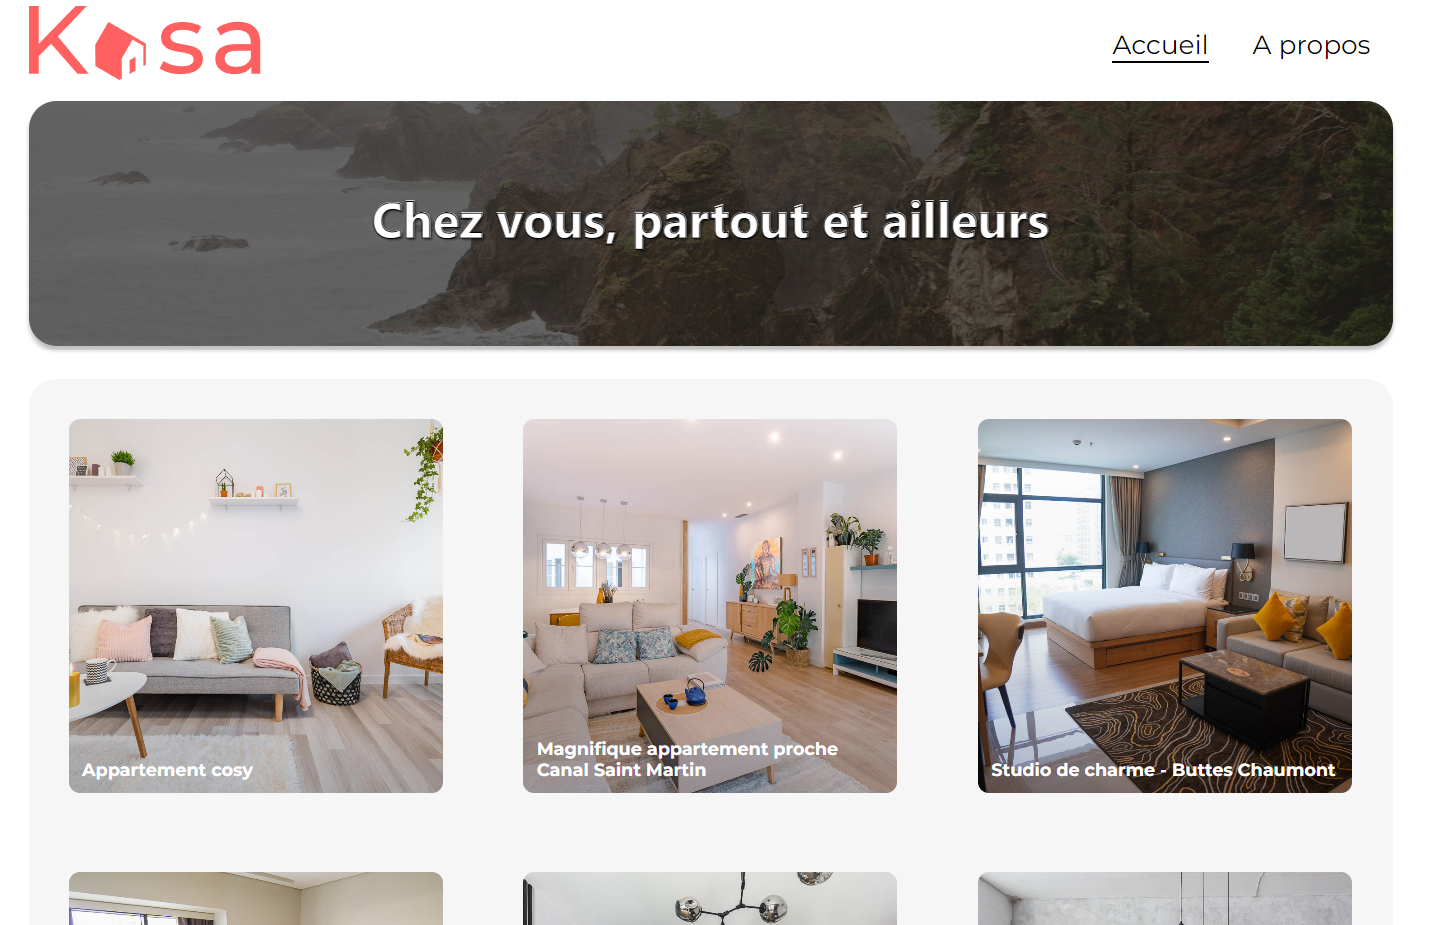 Kasa
Accueil A propos
Chez vous, partout et ailleurs
Appartement cosy
Magnifique appartement proche
Canal Saint Martin
Studio de charme - Buttes Chaumont